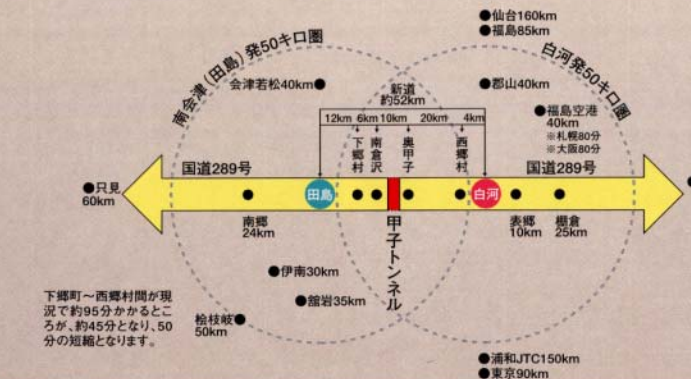 ●仙台160km
●福島85km
南会津(田島)発50キロ圏
白河発50キロ圏
会津若松40km●
新道
約52km
●郡山40km
●福島空港
40km
※札幌80分
※大阪80分
12km 6km 10km 20km 4km
下郷村
南倉沢
奥甲子
西郷村
国道289号
国道289号
●只見
60km
田島
白河
南郷
24km
甲子トンネル
表郷
10km
棚倉
25km
●伊南30km
●舘岩35km
桧枝岐●
50km
下郷町〜西郷村間が現
況で約95分かかるとこ
ろが、約45分となり、50
分の短縮となります。
●浦和JTC150km
●東京90km